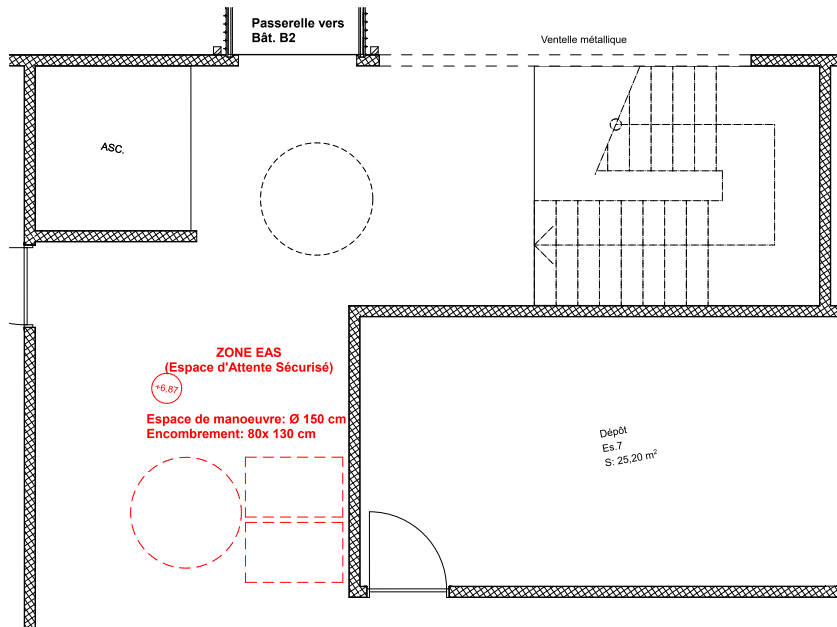 Passerelle vers
Bât. B2
Ventelle métallique
ASC.
ZONE EAS
(Espace d'Attente Sécurisé)
+6,87
Espace de manoeuvre: Ø 150 cm
Encombrement: 80x 130 cm
Dépôt
Es.7
S: 25,20 m²